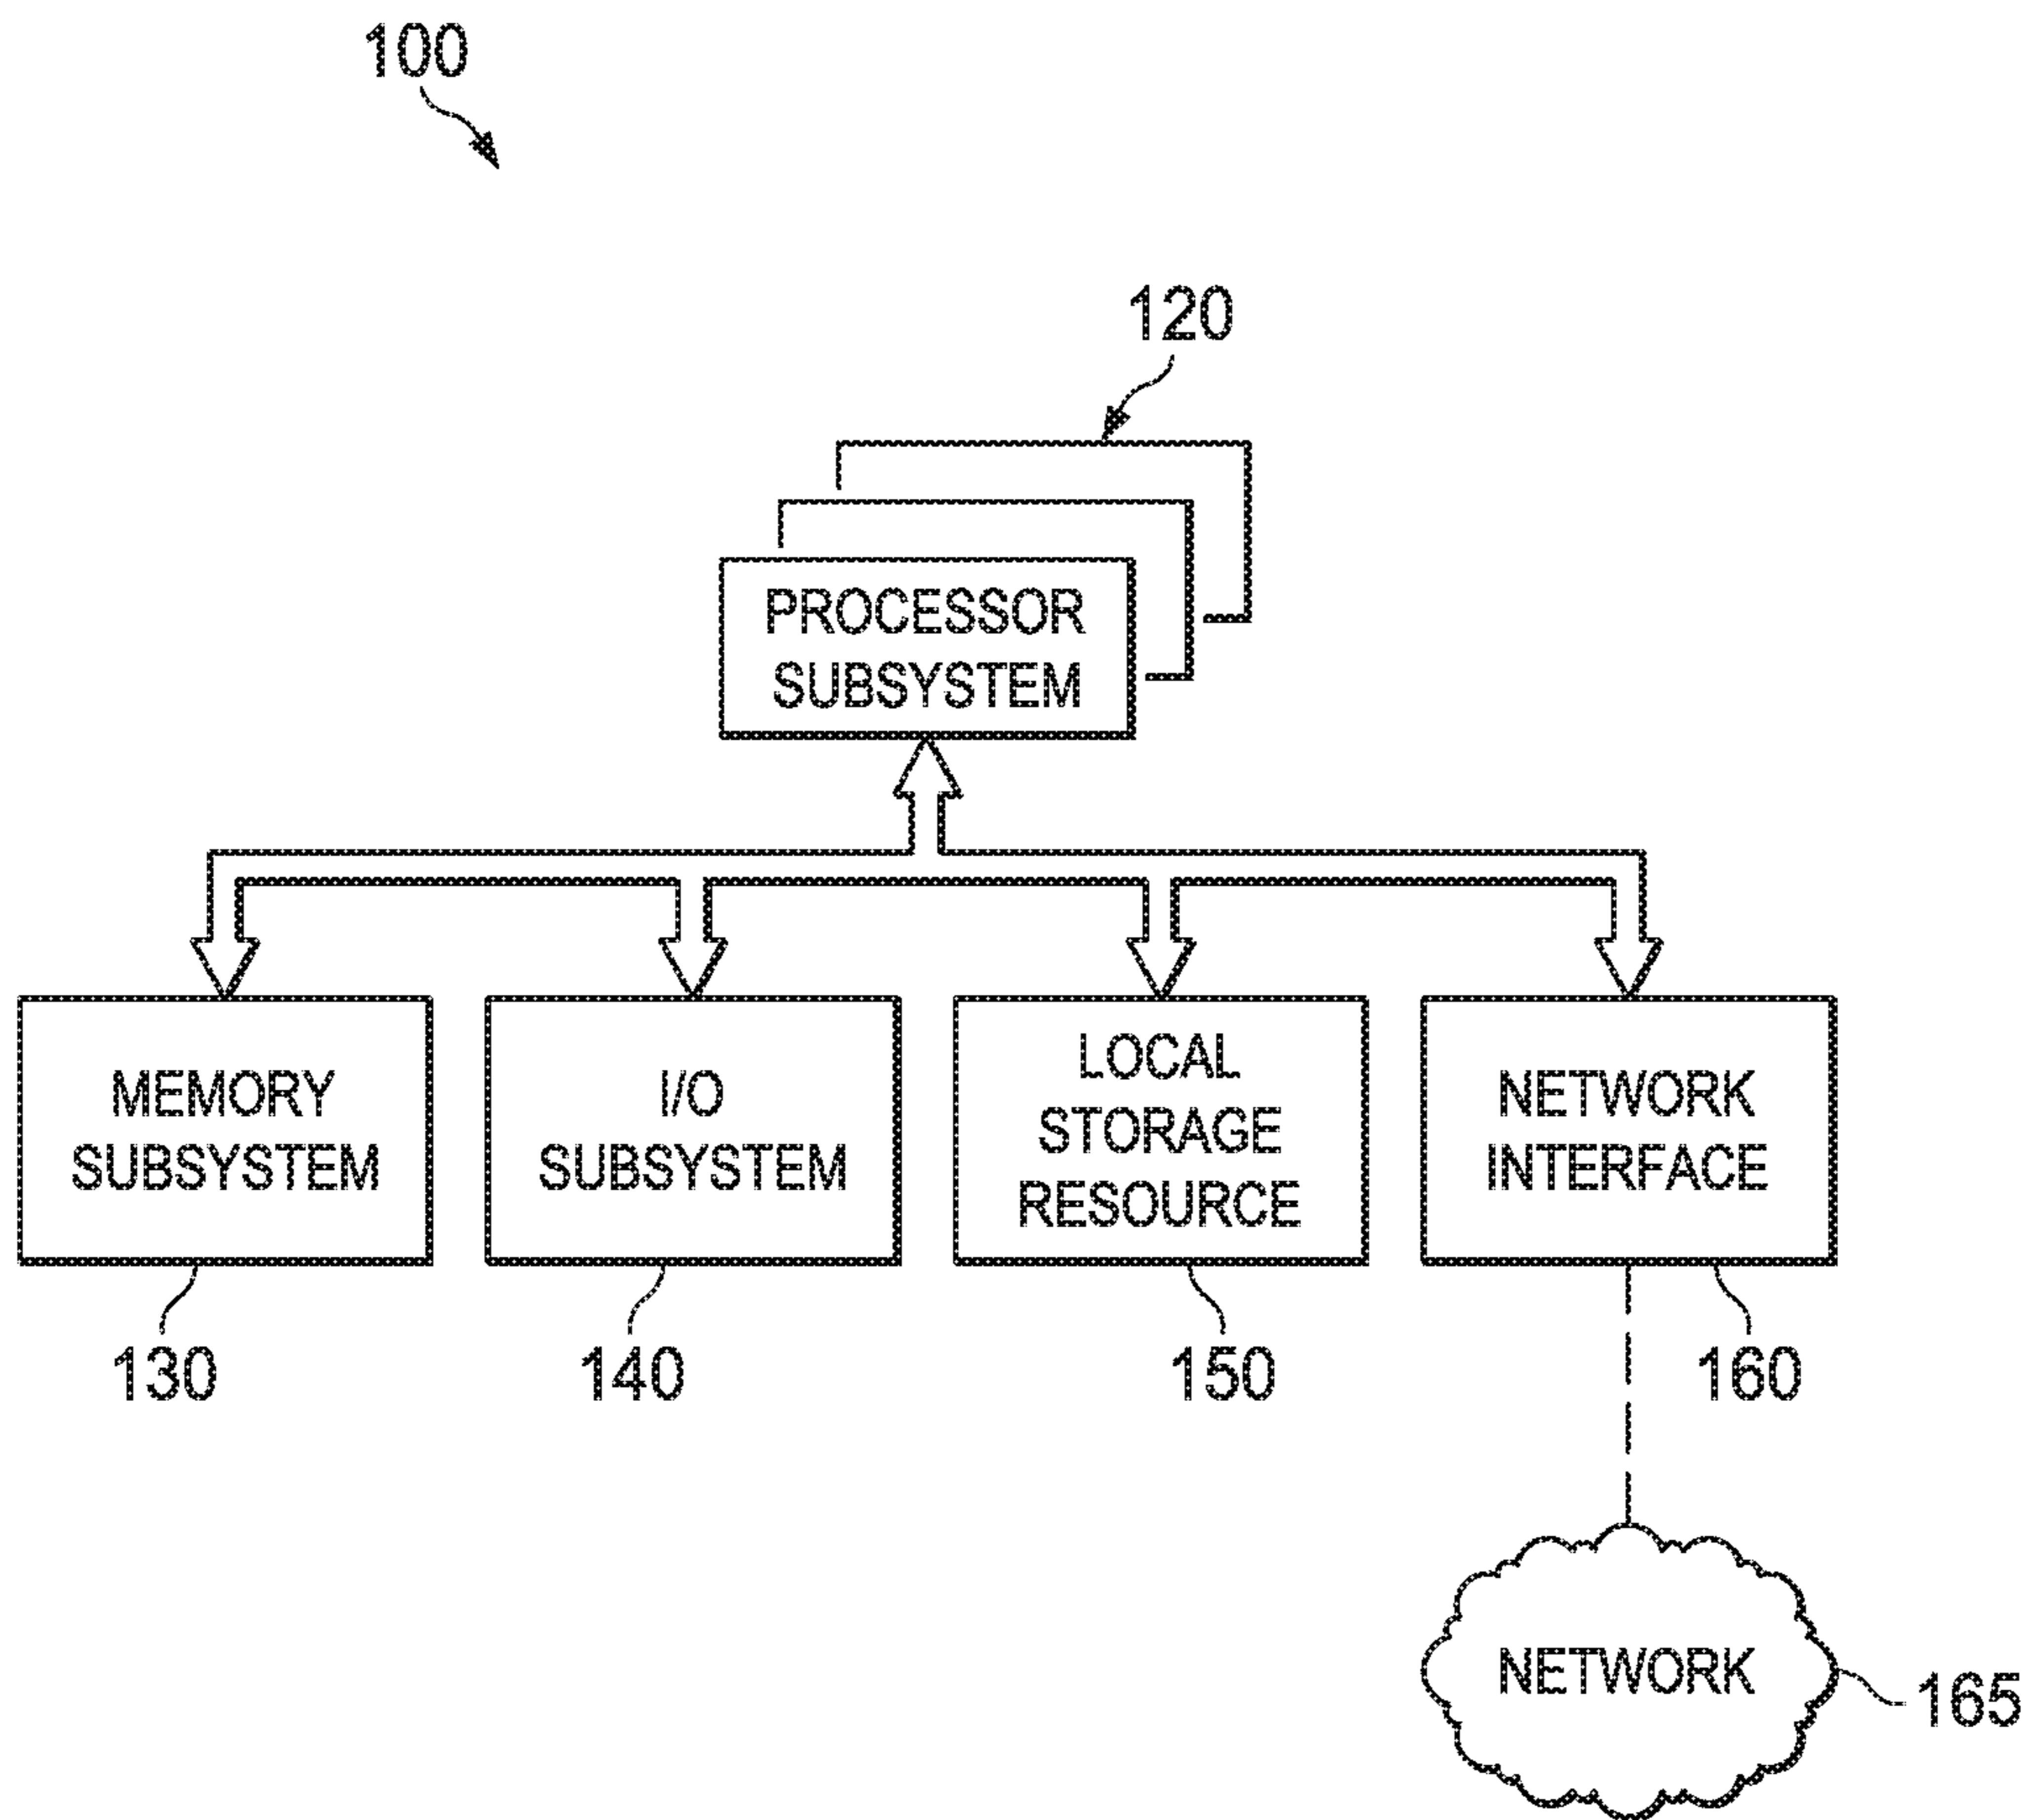 100
120
PROCESSOR
SUBSYSTEM
MEMORY
SUBSYSTEM
I/O
SUBSYSTEM
LOCAL
STORAGE
RESOURCE
NETWORK
INTERFACE
130
140
150
160
NETWORK
165